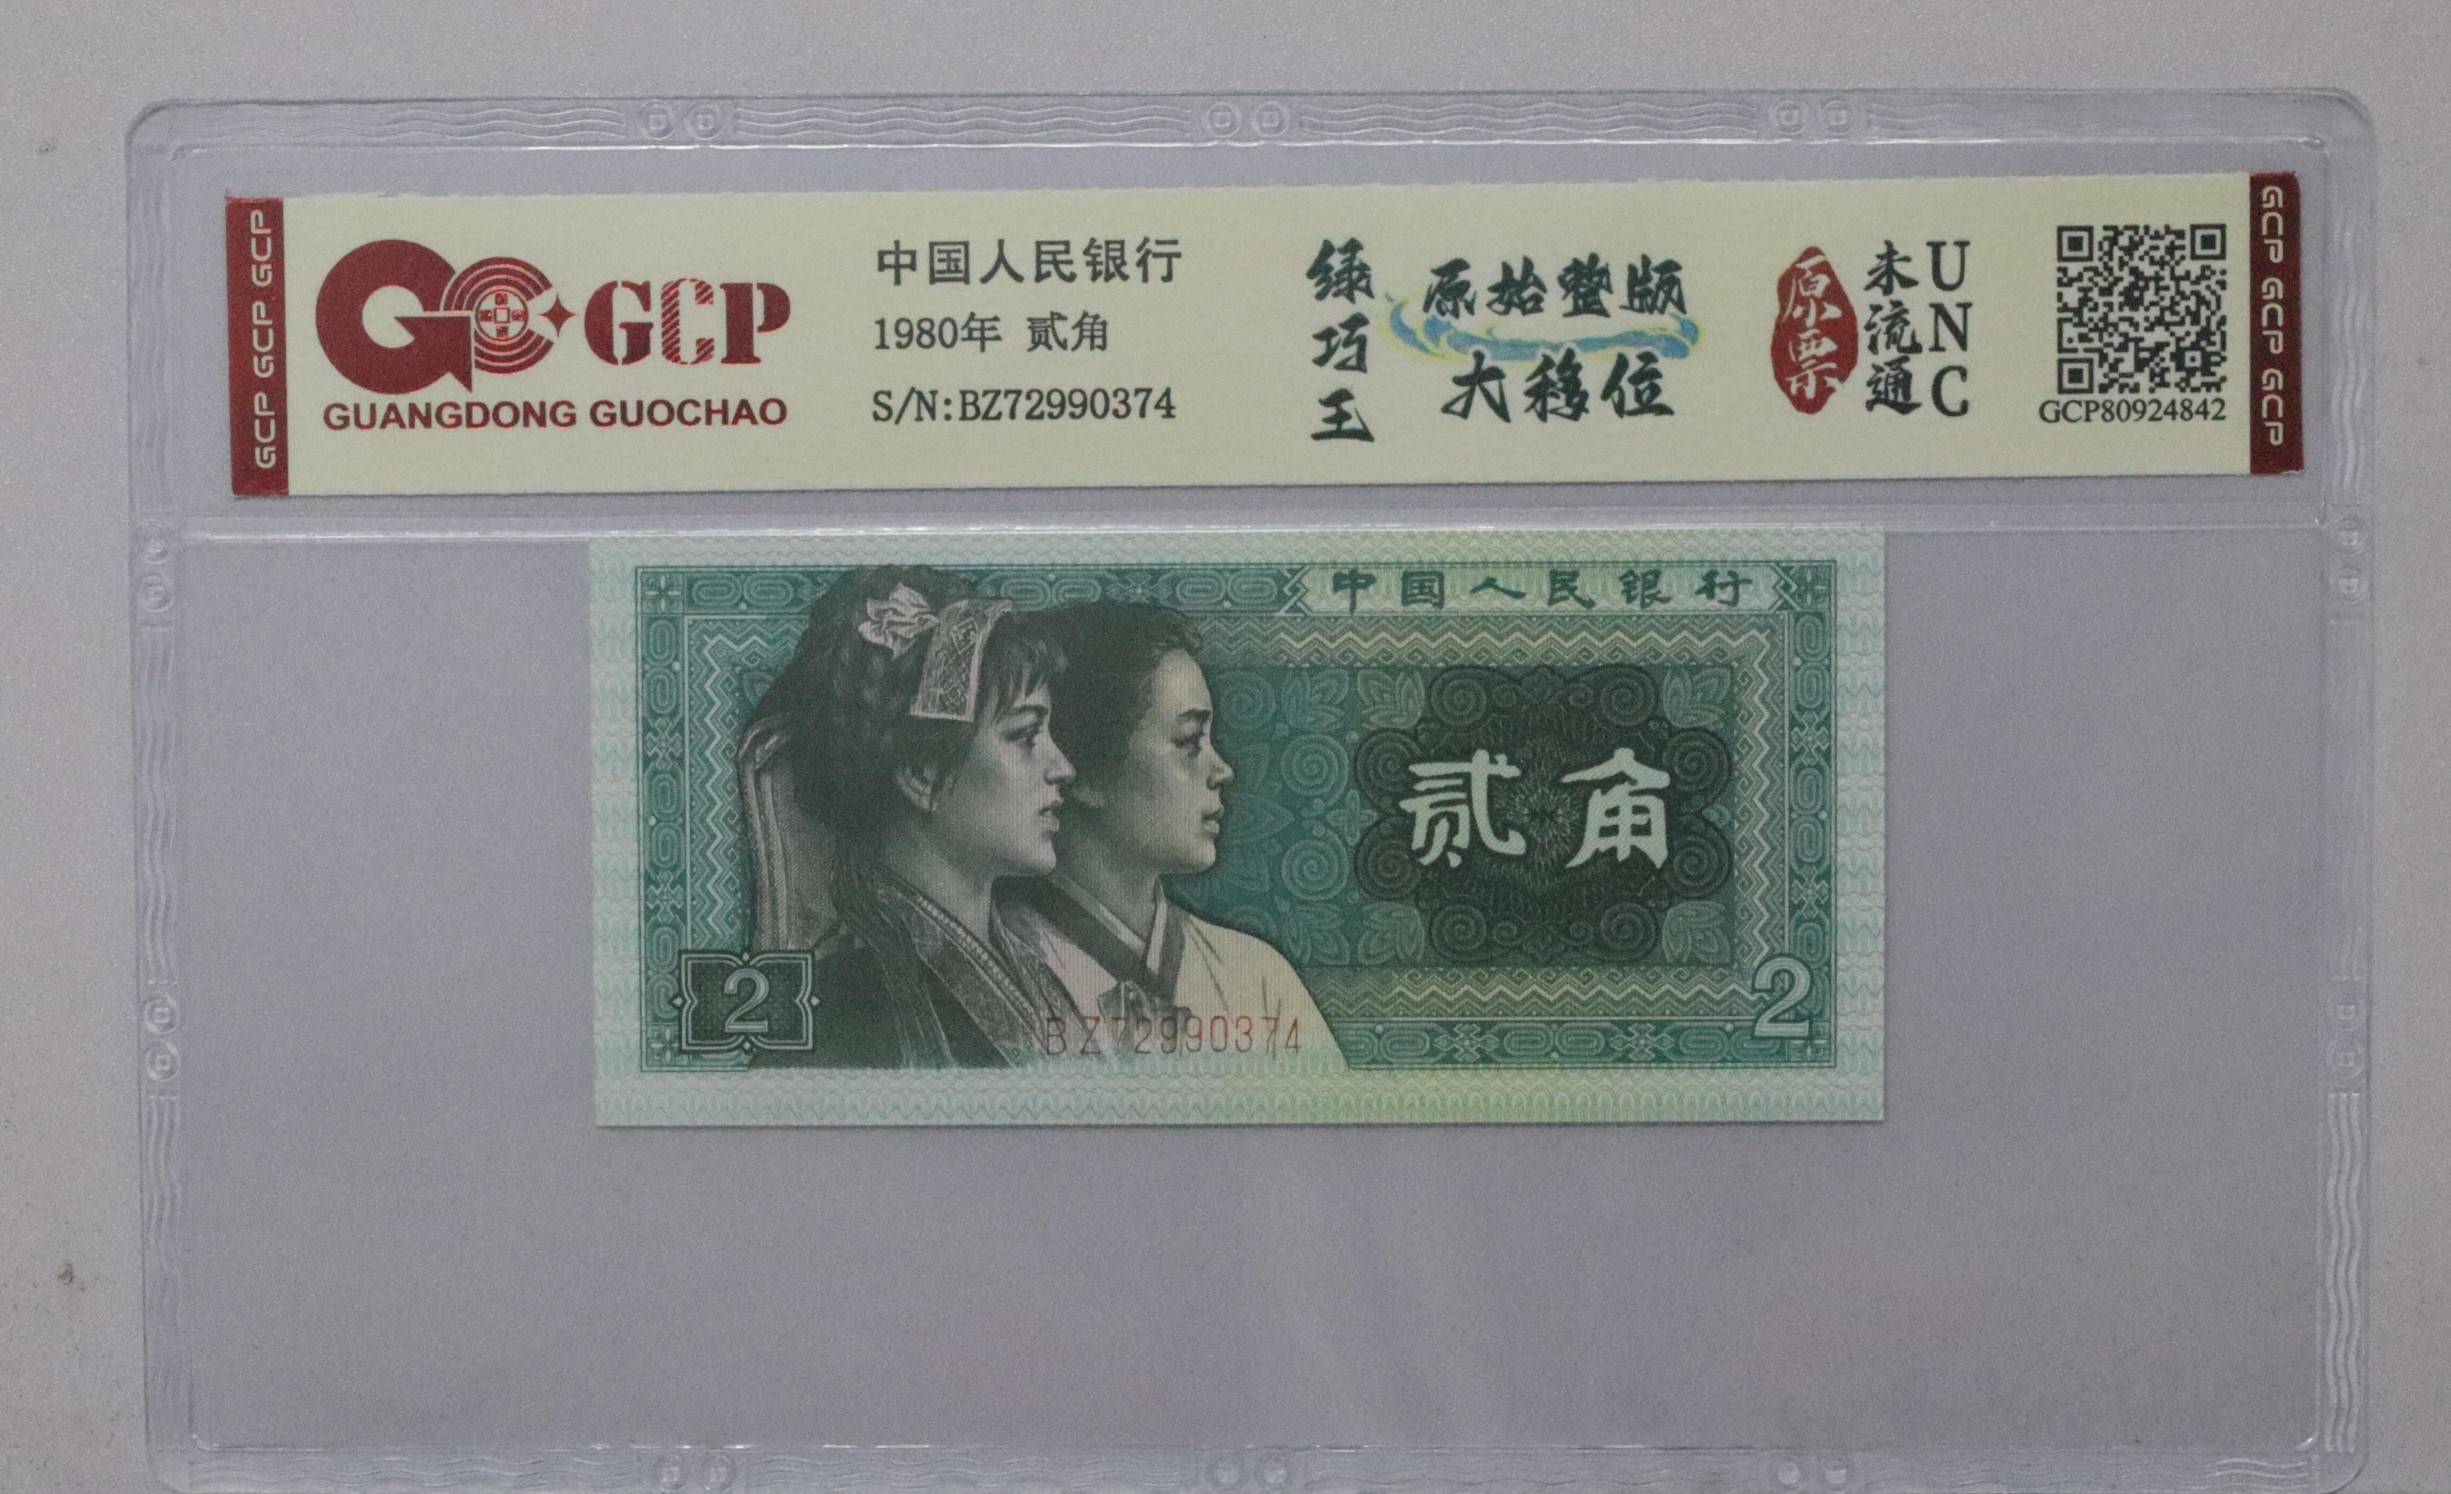 GCP GCP GCP
GCP
GUANGDONG GUOCHAO
中国人民银行
1980年 贰角
S/N:BZ72990374
绿巧王
原始整版
大移位
原票
未流通
UNC
GCP80924842
GCP GCP GCP
中国人民银行
贰角
2
2
BZ72990374